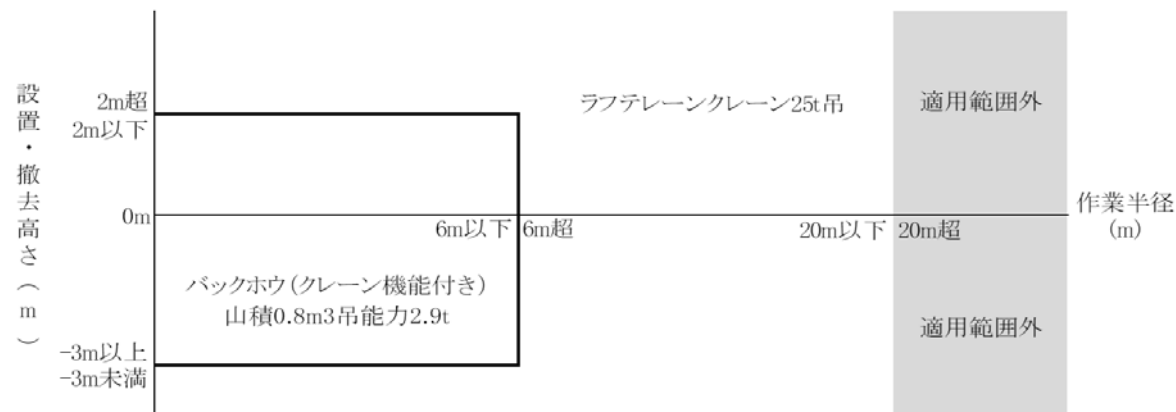 設置・撤去高さ(m)
2m超
2m以下
ラフテレーンクレーン25t吊
適用範囲外
0m
6m以下
6m超
20m以下
20m超
作業半径
(m)
バックホウ(クレーン機能付き)
山積0.8m3吊能力2.9t
適用範囲外
-3m以上
-3m未満